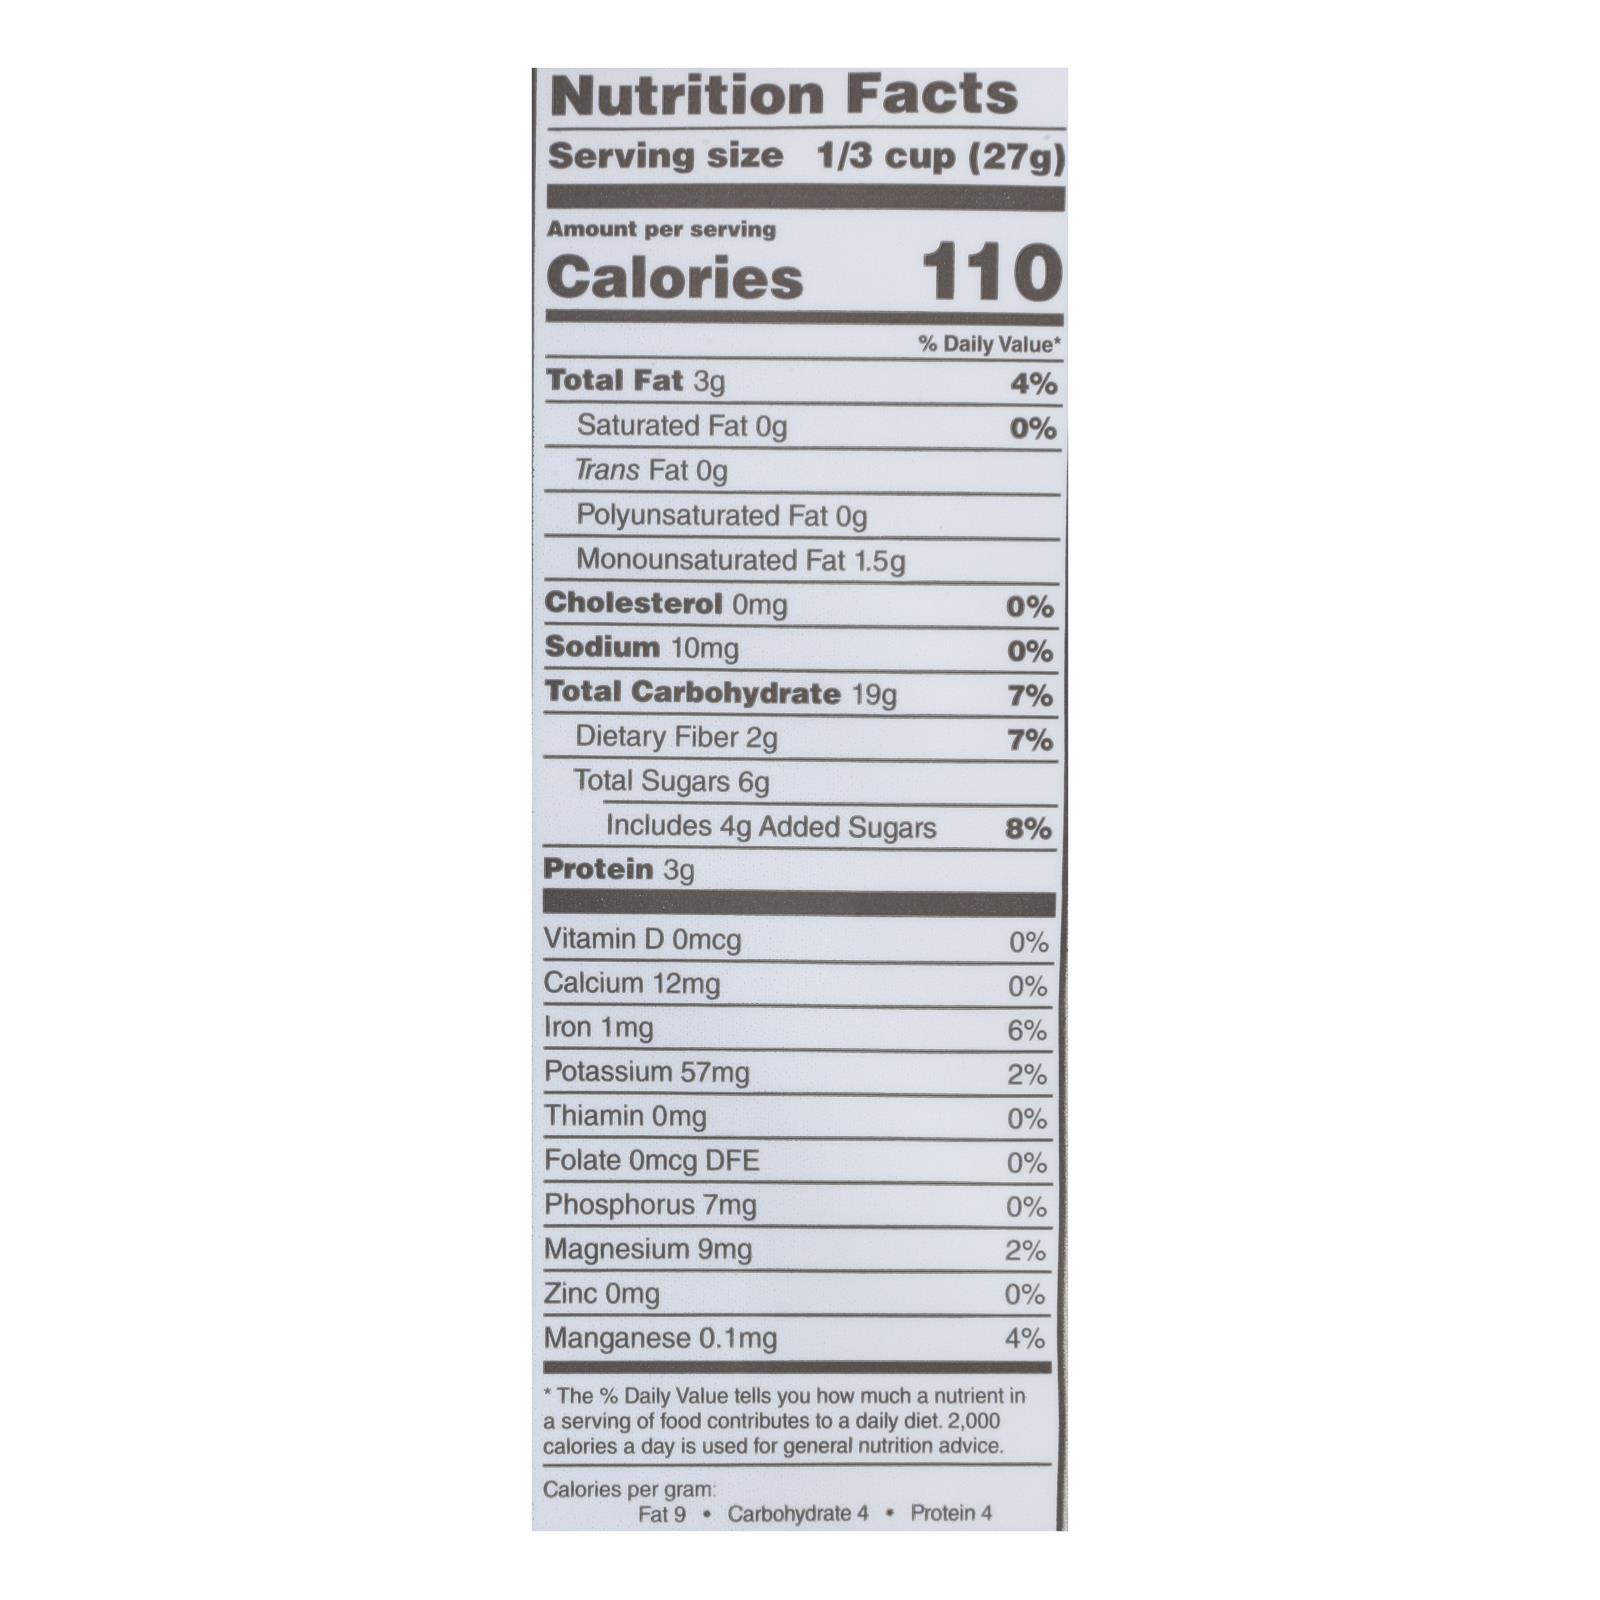 Nutrition Facts
Serving size 1/3 cup (27g)
Amount per serving
Calories 110
% Daily Value*
Total Fat 3g 4%
Saturated Fat 0g 0%
Trans Fat 0g
Polyunsaturated Fat 0g
Monounsaturated Fat 1.5g
Cholesterol 0mg 0%
Sodium 10mg 0%
Total Carbohydrate 19g 7%
Dietary Fiber 2g 7%
Total Sugars 6g
Includes 4g Added Sugars 8%
Protein 3g
Vitamin D 0mcg 0%
Calcium 12mg 0%
Iron 1mg 6%
Potassium 57mg 2%
Thiamin 0mg 0%
Folate 0mcg DFE 0%
Phosphorus 7mg 0%
Magnesium 9mg 2%
Zinc 0mg 0%
Manganese 0.1mg 4%
* The % Daily Value tells you how much a nutrient in
a serving of food contributes to a daily diet. 2,000
calories a day is used for general nutrition advice.
Calories per gram:
Fat 9 • Carbohydrate 4 • Protein 4